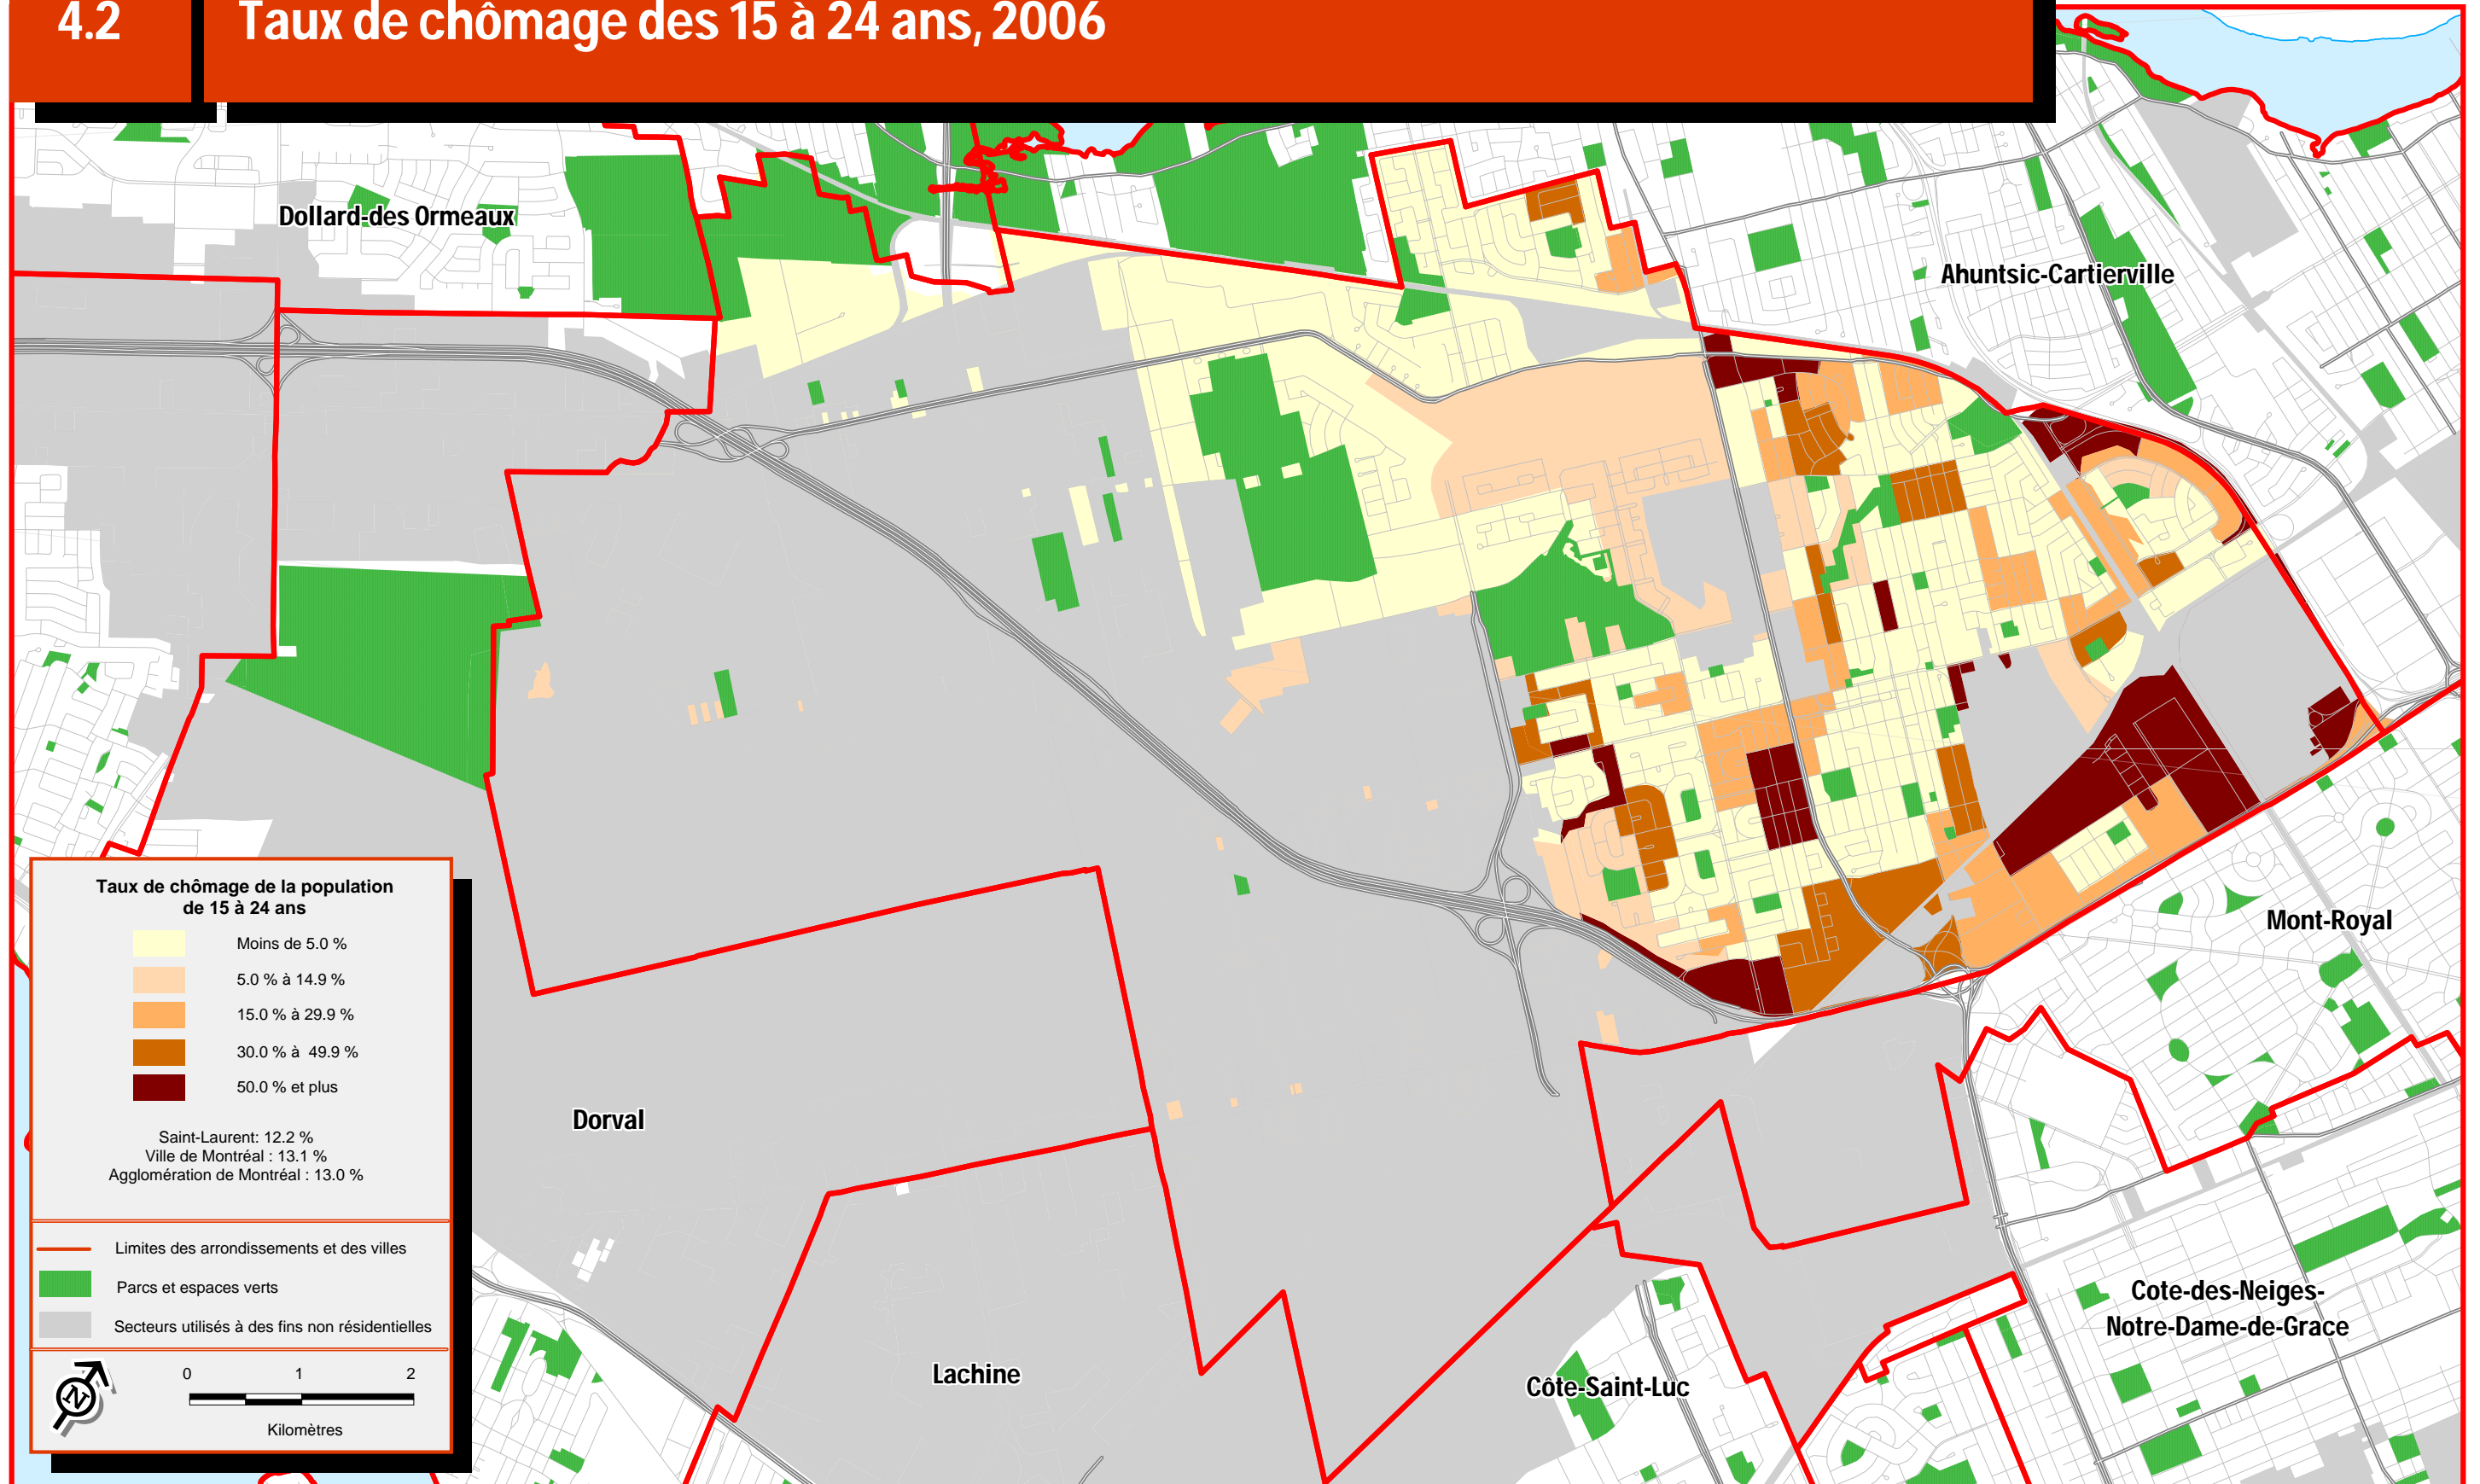 4.2 Taux de chômage des 15 à 24 ans, 2006
Dollard-des Ormeaux
Ahuntsic-Cartierville
Mont-Royal
Dorval
Lachine
Côte-Saint-Luc
Cote-des-Neiges-
Notre-Dame-de-Grace
Taux de chômage de la population
de 15 à 24 ans
Moins de 5.0 %
5.0 % à 14.9 %
15.0 % à 29.9 %
30.0 % à 49.9 %
50.0 % et plus
Saint-Laurent: 12.2 %
Ville de Montréal : 13.1 %
Agglomération de Montréal : 13.0 %
Limites des arrondissements et des villes
Parcs et espaces verts
Secteurs utilisés à des fins non résidentielles
N
0 1 2
Kilomètres